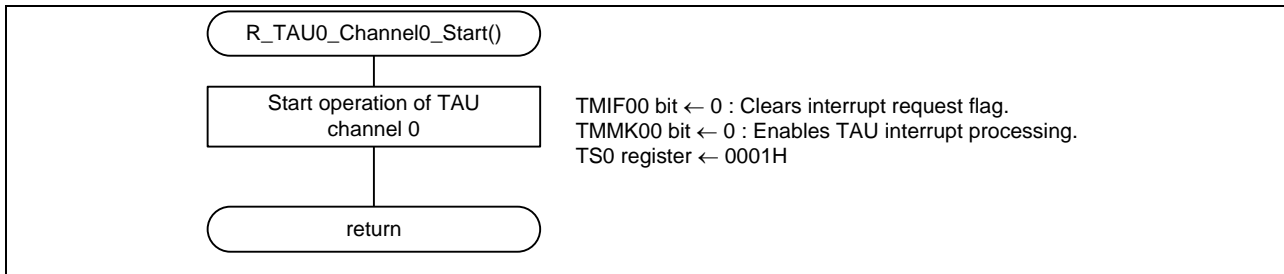 R_TAU0_Channel0_Start()
Start operation of TAU
channel 0
TMIF00 bit ← 0 : Clears interrupt request flag.
TMMK00 bit ← 0 : Enables TAU interrupt processing.
TS0 register ← 0001H
return